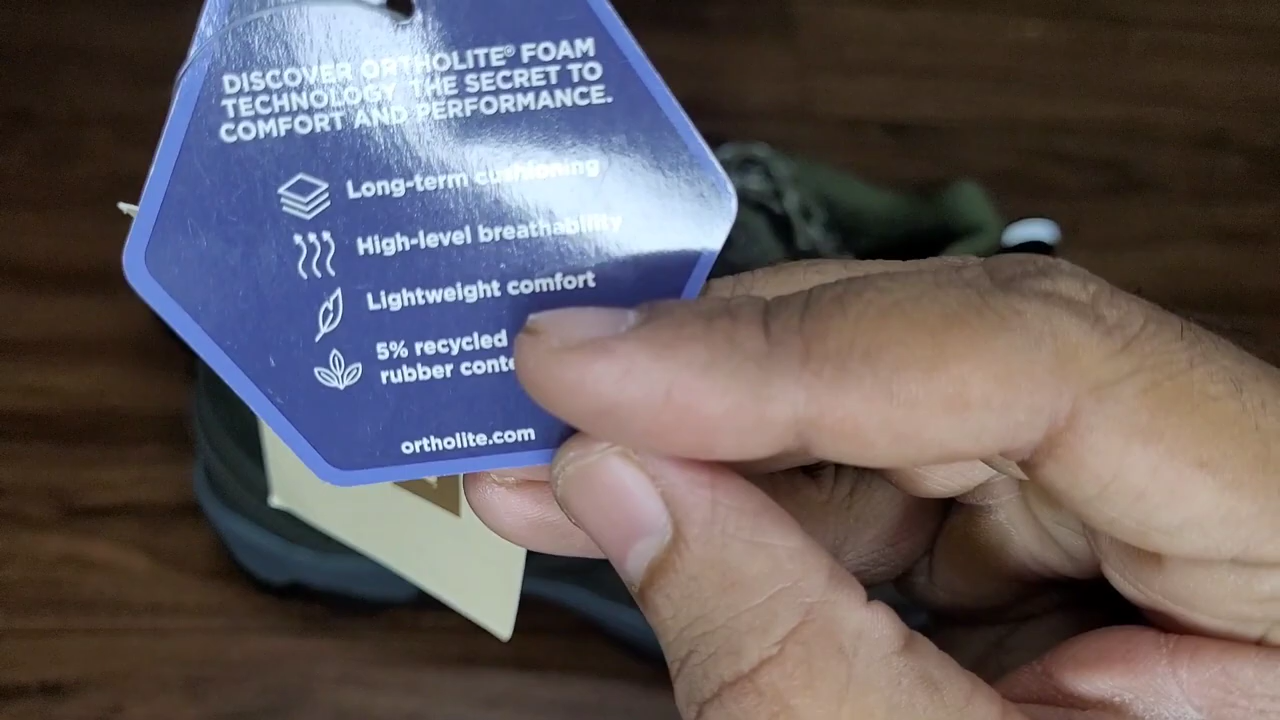 DISCOVER ORTHOLITE® FOAM
TECHNOLOGY, THE SECRET TO
COMFORT AND PERFORMANCE.
Long-term cushioning
High-level breathability
Lightweight comfort
5% recycled
rubber conte
ortholite.com